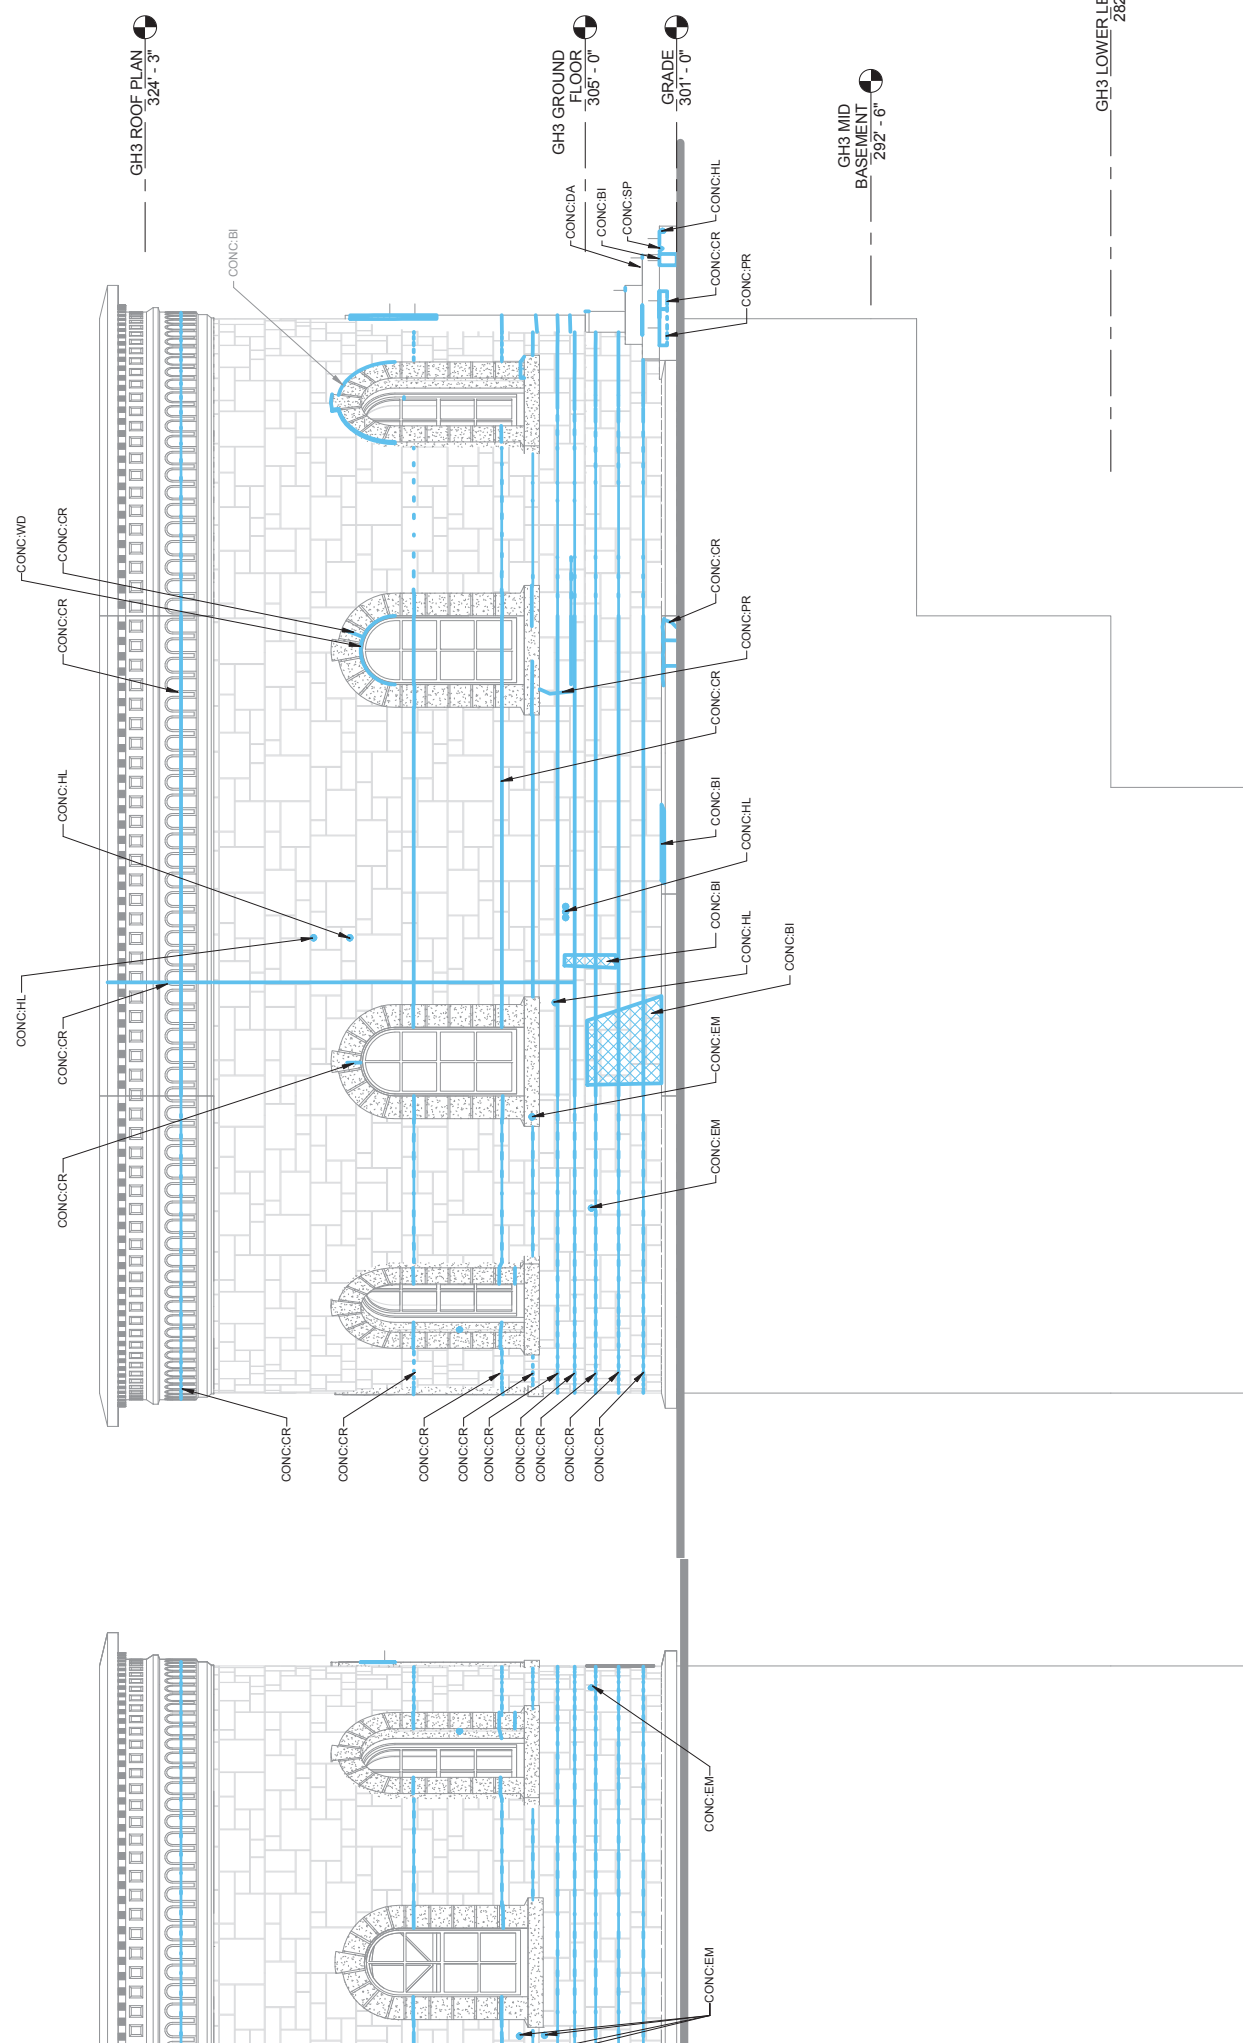 GH3 ROOF PLAN
324' - 3"
GH3 GROUND
FLOOR
305' - 0"
GRADE
301' - 0"
GH3 MID
BASEMENT
292' - 6"
GH3 LOWER LE
282
CONC:DA
CONC:BI
CONC:SP
CONC:HL
CONC:CR
CONC:PR
CONC:BI
CONC:WD
CONC:CR
CONC:CR
CONC:HL
CONC:HL
CONC:CR
CONC:CR
CONC:CR
CONC:PR
CONC:CR
CONC:BI
CONC:HL
CONC:BI
CONC:HL
CONC:BI
CONC:EM
CONC:EM
CONC:CR
CONC:CR
CONC:CR
CONC:CR
CONC:CR
CONC:CR
CONC:CR
CONC:CR
CONC:CR
CONC:EM
CONC:EM